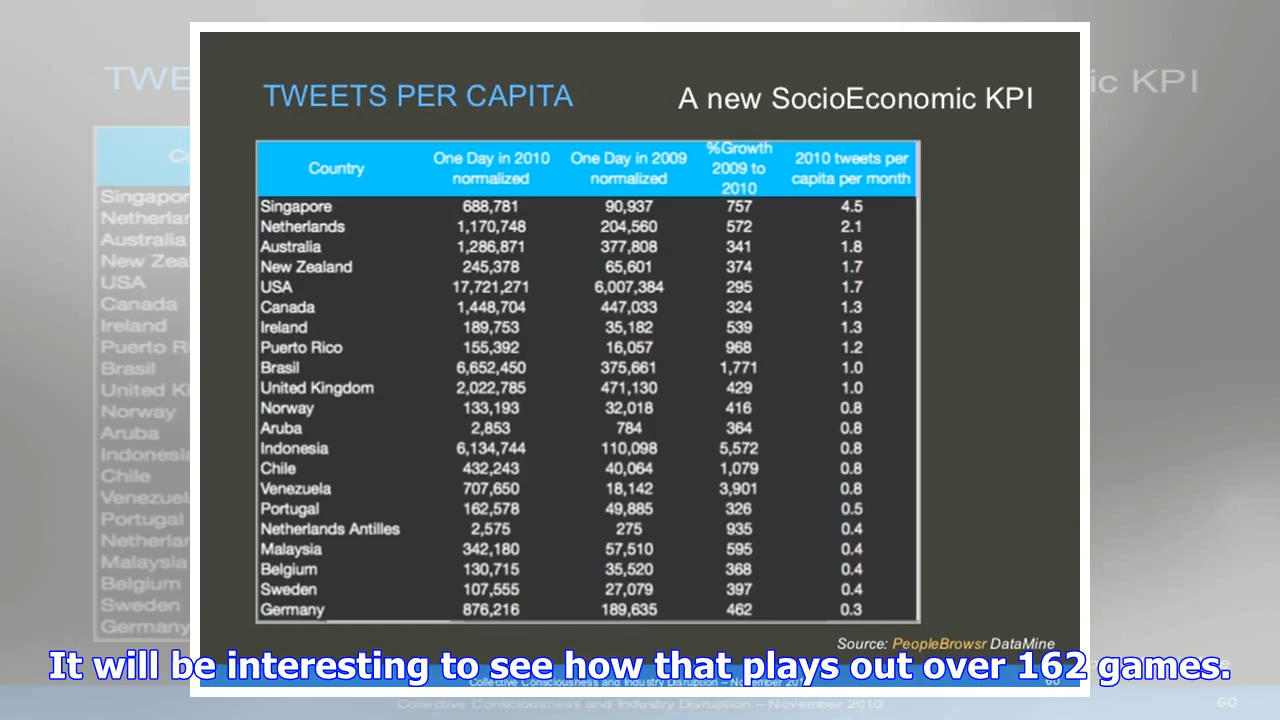 TWEETS PER CAPITA A new SocioEconomic KPI
Country One Day in 2010 normalized One Day in 2009 normalized %Growth 2009 to 2010 2010 tweets per capita per month
Singapore 688,781 90,937 757 4.5
Netherlands 1,170,748 204,560 572 2.1
Australia 1,286,871 377,808 341 1.8
New Zealand 245,378 65,601 374 1.7
USA 17,721,271 6,007,384 295 1.7
Canada 1,448,704 447,033 324 1.3
Ireland 189,753 35,182 539 1.3
Puerto Rico 155,392 16,057 968 1.2
Brasil 6,652,450 375,661 1,771 1.0
United Kingdom 2,022,785 471,130 429 1.0
Norway 133,193 32,018 416 0.8
Aruba 2,853 784 364 0.8
Indonesia 6,134,744 110,098 5,572 0.8
Chile 432,243 40,064 1,079 0.8
Venezuela 707,650 18,142 3,901 0.8
Portugal 162,578 49,885 326 0.5
Netherlands Antilles 2,575 275 935 0.4
Malaysia 342,180 57,510 595 0.4
Belgium 130,715 35,520 368 0.4
Sweden 107,555 27,079 397 0.4
Germany 876,216 189,635 462 0.3
Source: PeopleBrowsr DataMine
It will be interesting to see how that plays out over 162 games.
Collective Consciousness and Industry Disruption – November 2010 60